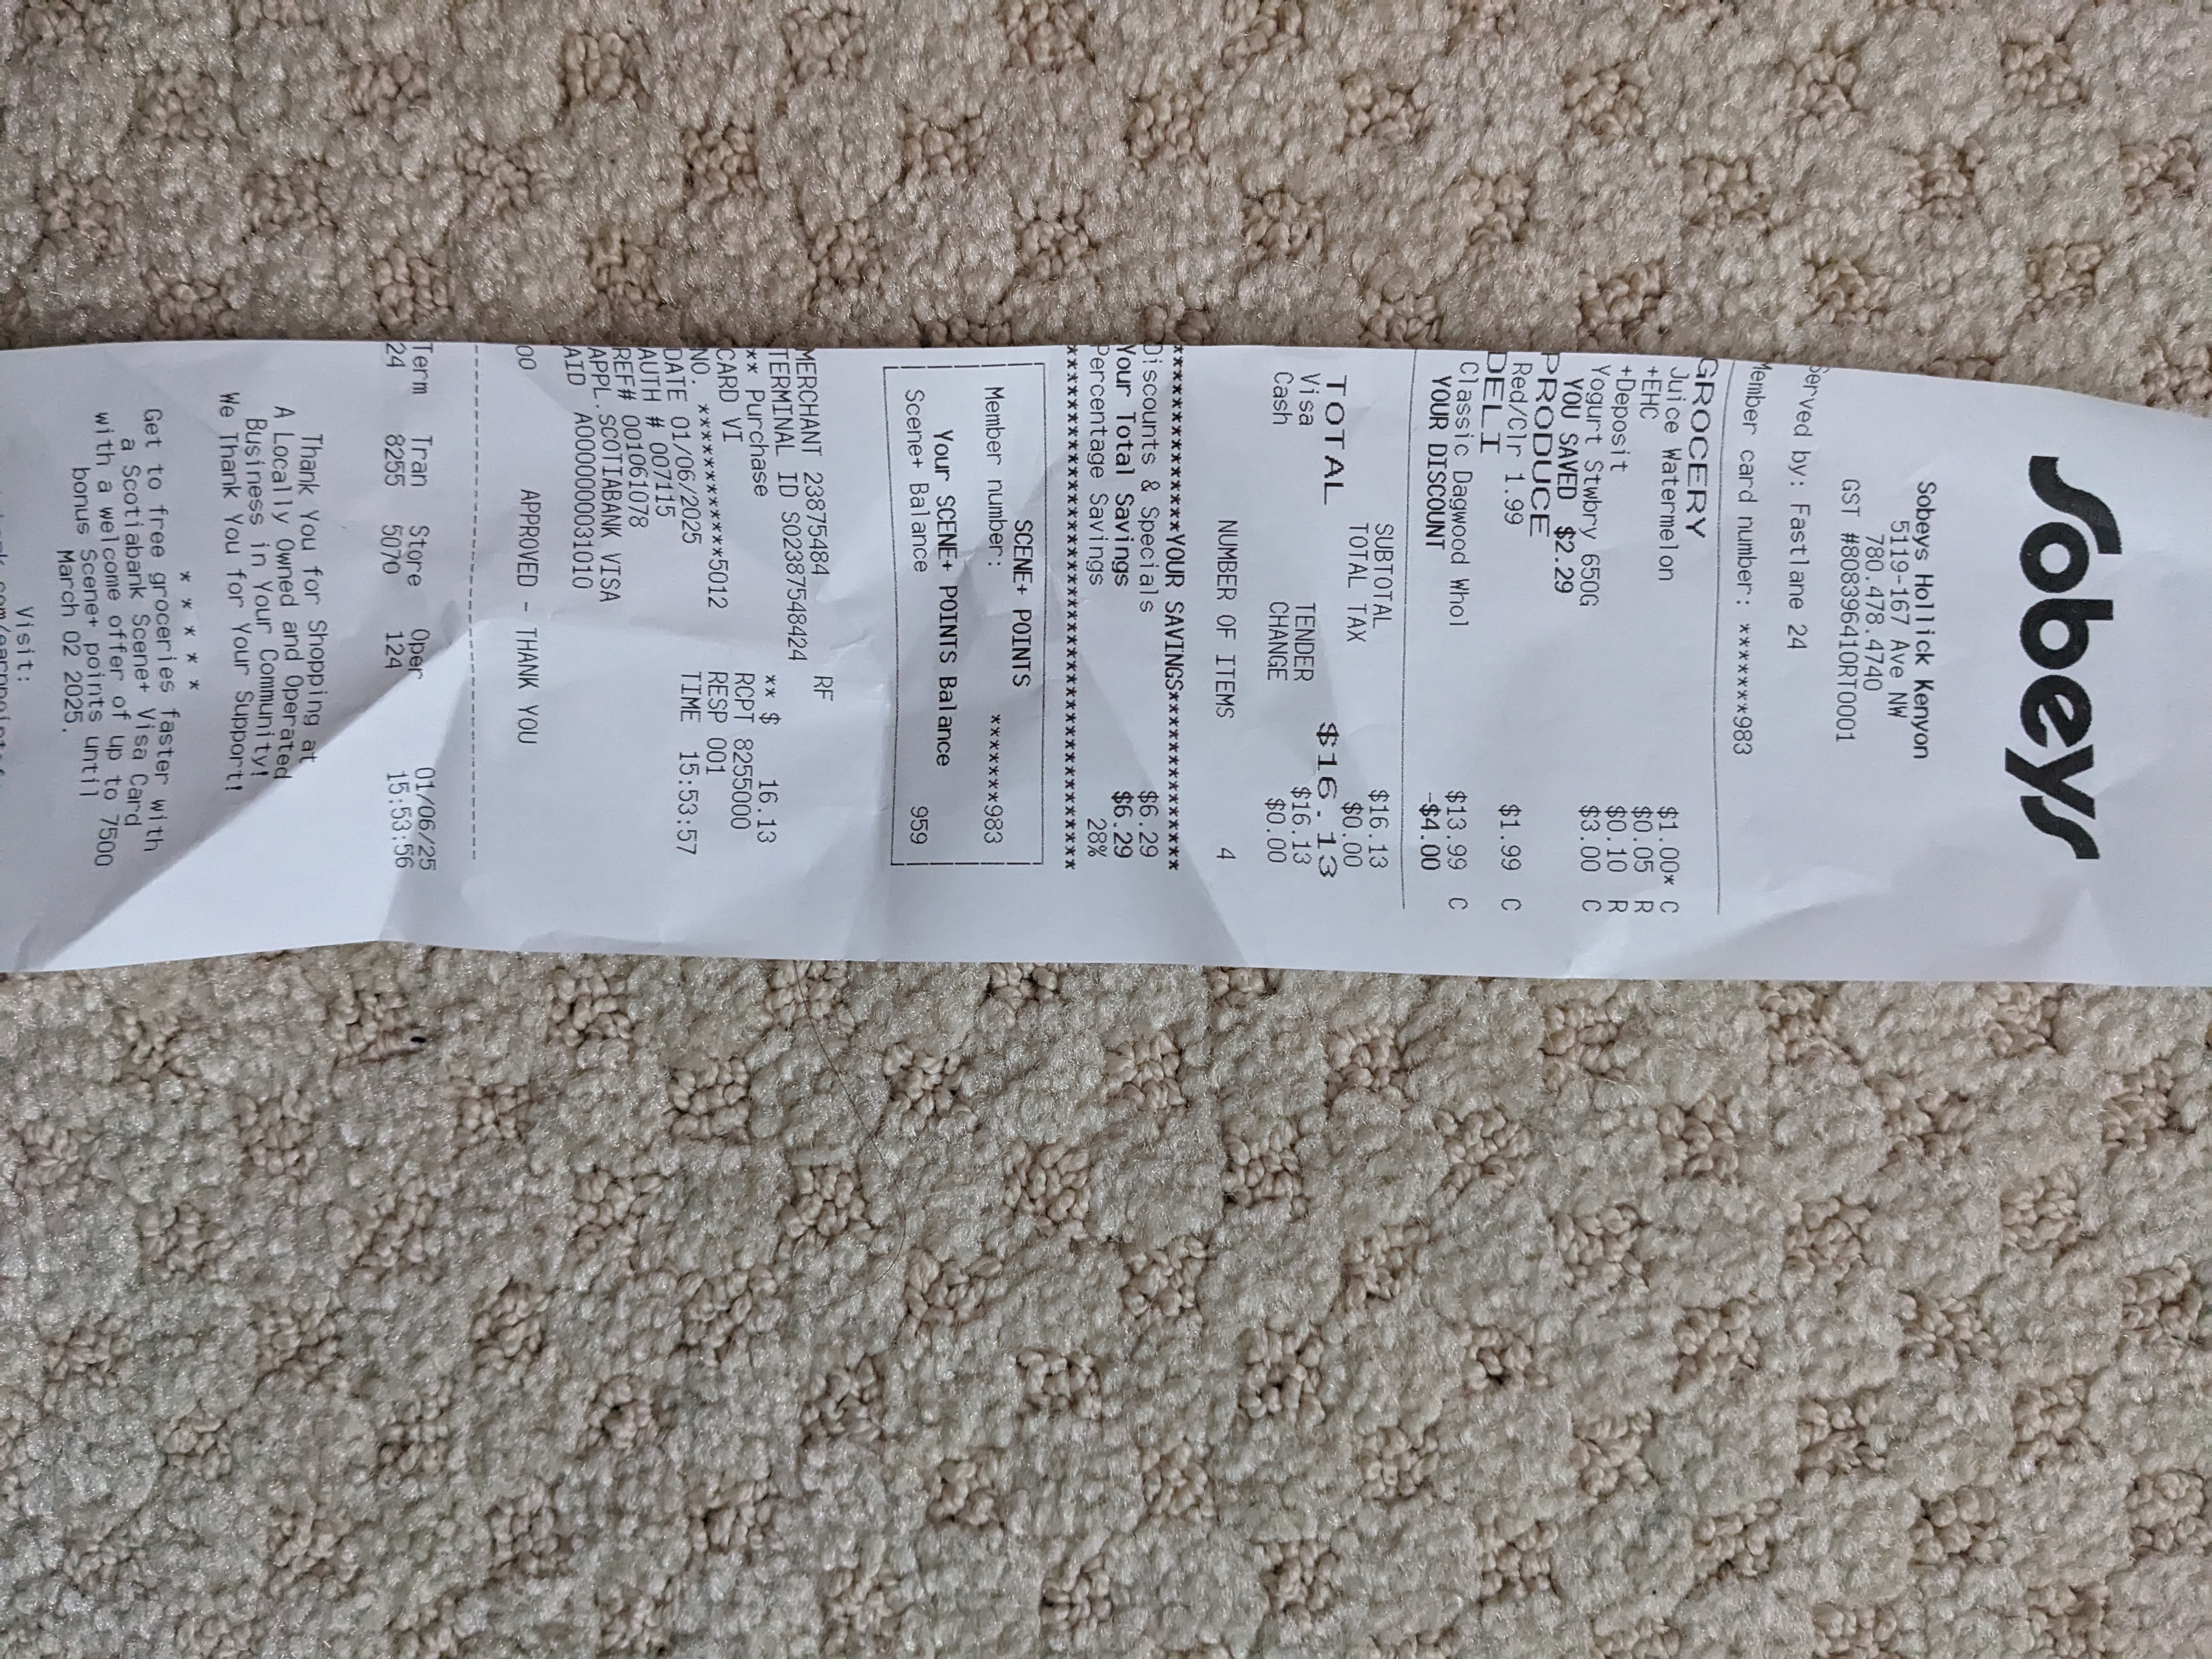 Sobeys
Sobeys Hollick Kenyon
5119-167 Ave NW
780.478.4740
GST #808396410RT0001
Served by: Fastlane 24
Member card number: *******983
GROCERY
Juice Watermelon $1.00* C
+EHC $0.05 R
+Deposit $0.10 R
Yogurt Stwbry 650G $3.00 C
YOU SAVED $2.29
PRODUCE
Red/Clr 1.99 $1.99 C
DELI
Classic Dagwood Whol $13.99 C
YOUR DISCOUNT -$4.00
SUBTOTAL $16.13
TOTAL TAX $0.00
TOTAL $16.13
Visa TENDER $16.13
Cash CHANGE $0.00
NUMBER OF ITEMS 4
************YOUR SAVINGS****************
Discounts & Specials $6.29
Your Total Savings $6.29
Percentage Savings 28%
****************************************
SCENE+ POINTS
Member number: *******983
Your SCENE+ POINTS Balance
Scene+ Balance 959
MERCHANT 23875484 RF
TERMINAL ID S02387548424
** Purchase ** $ 16.13
CARD VI RCPT 8255000
NO. ************5012 RESP 001
DATE 01/06/2025 TIME 15:53:57
AUTH # 007115
REF# 001061078
APPL.SCOTIABANK VISA
AID A0000000031010
00 APPROVED - THANK YOU
----------------------------------------
Term Tran Store Oper 01/06/25
24 8255 5070 124 15:53:56
Thank You for Shopping at
A Locally Owned and Operated
Business in Your Community!
We Thank You for Your Support!
* * * * *
Get to free groceries faster with
a Scotiabank Scene+ Visa Card
with a welcome offer of up to 7500
bonus Scene+ points until
March 02 2025.
Visit: